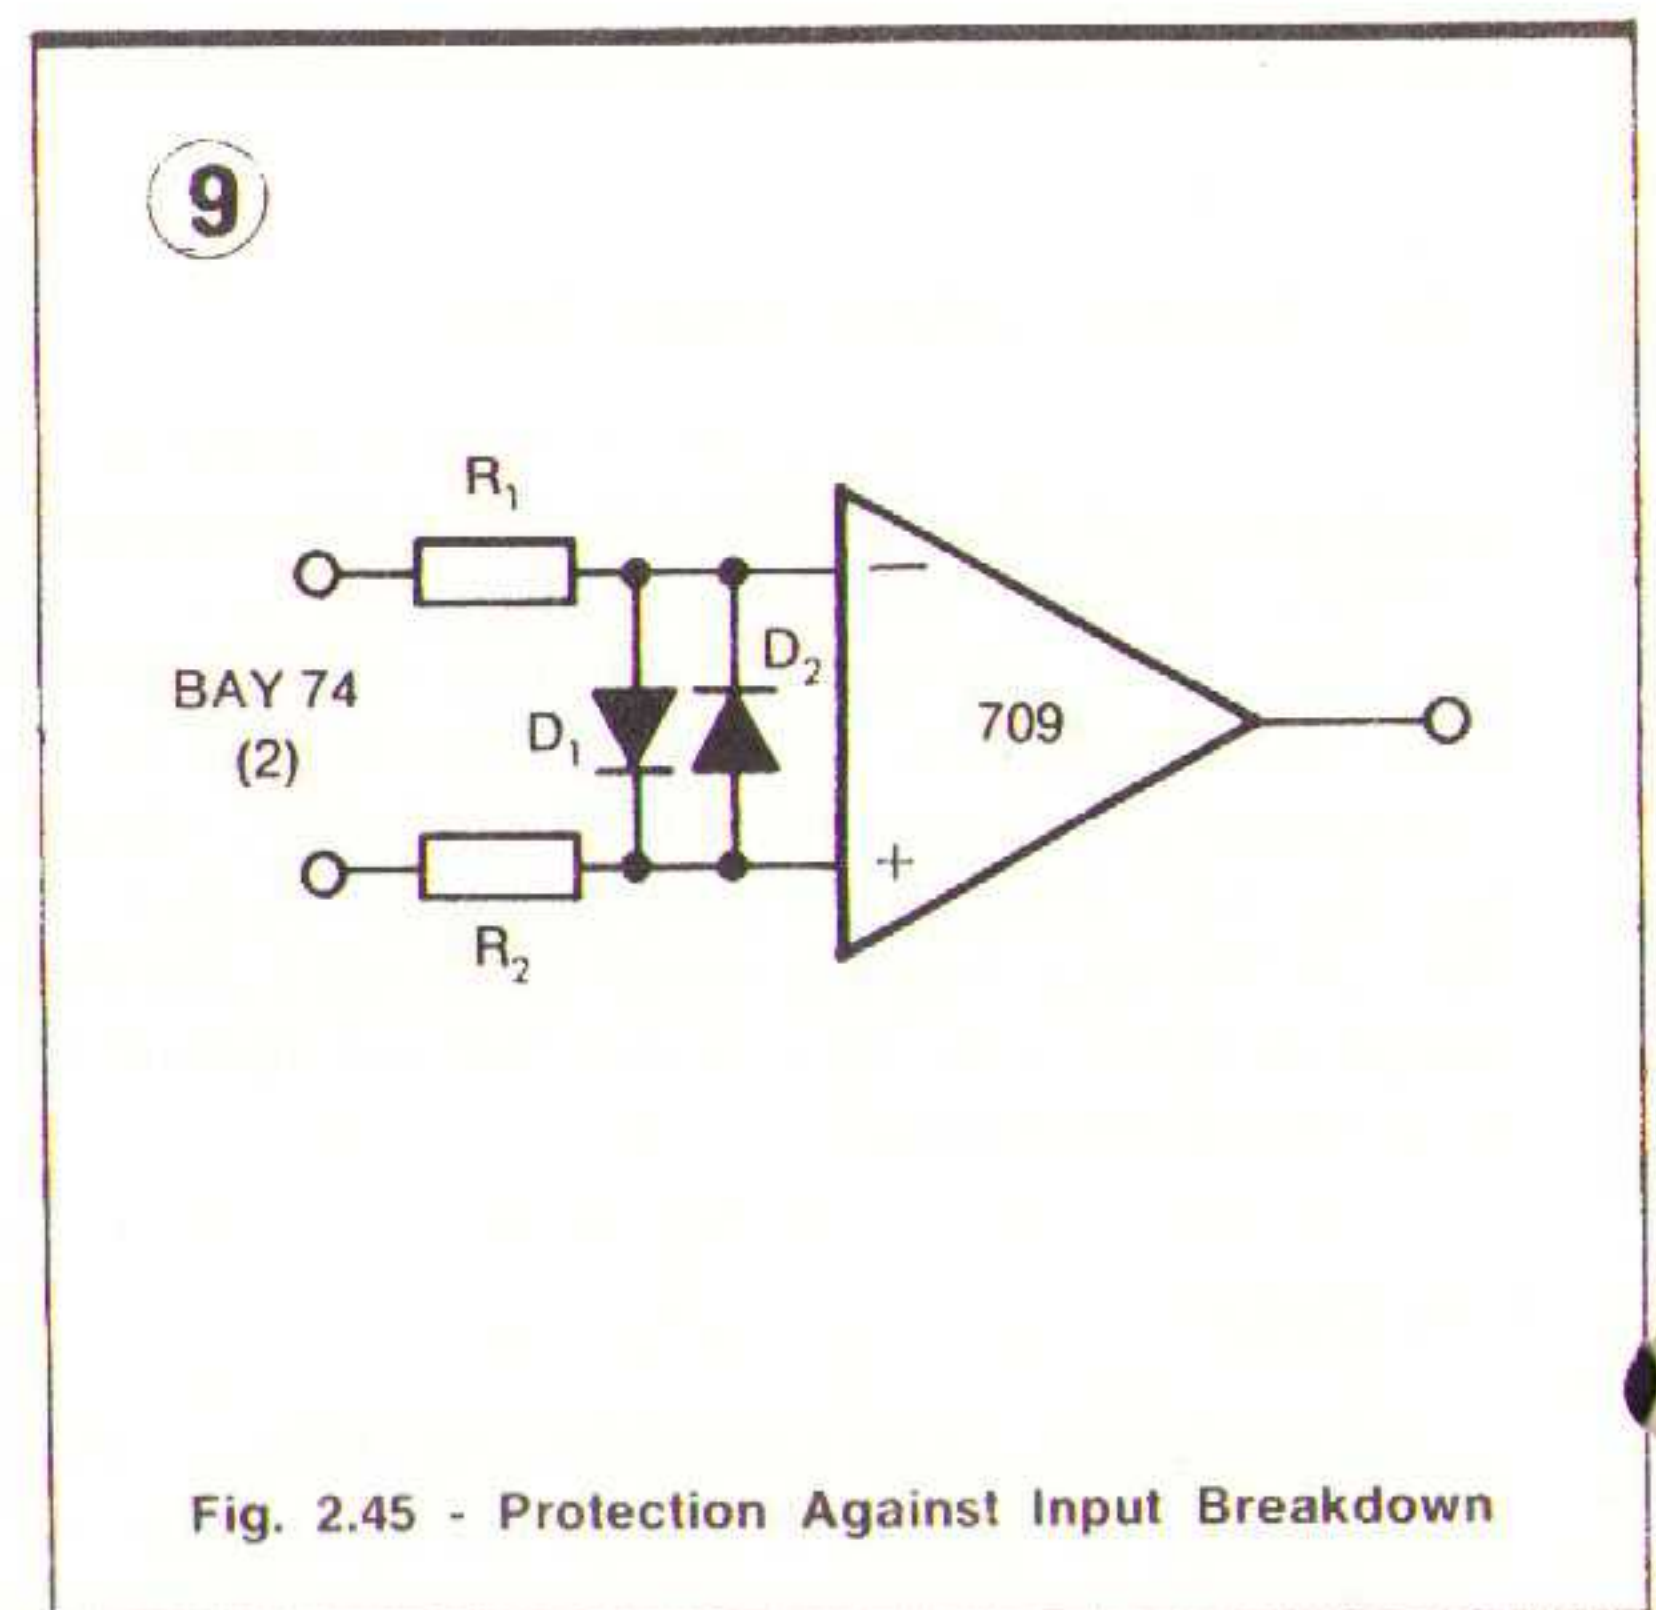 9
R₁
BAY 74
(2)
D₁
D₂
−
709
+
R₂
Fig. 2.45 - Protection Against Input Breakdown